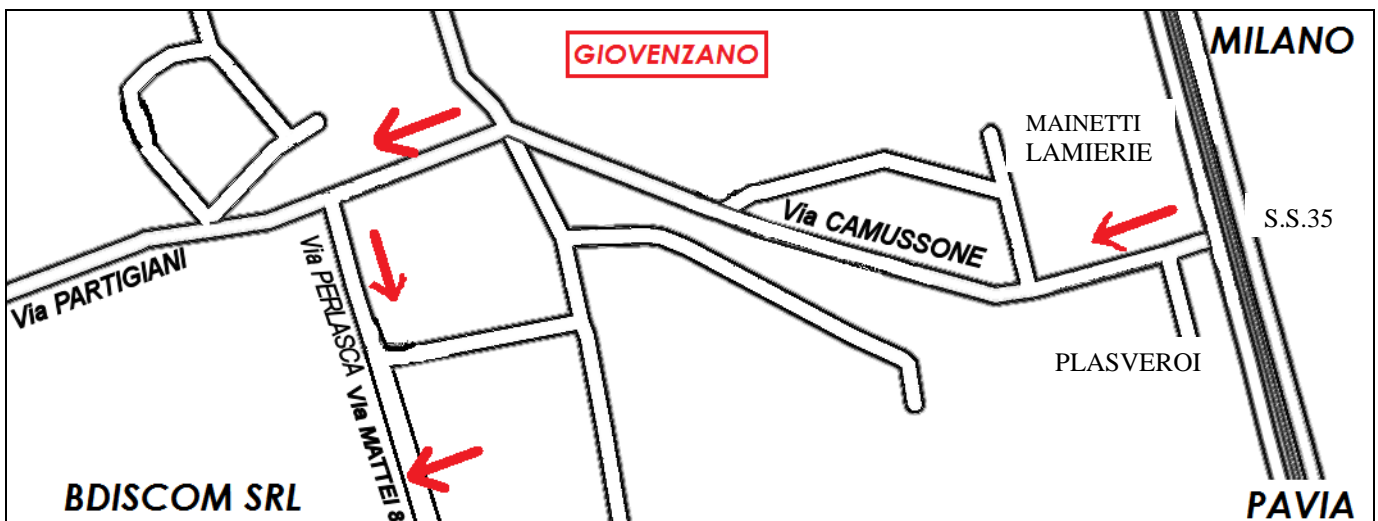 GIOVENZANO
MILANO
MAINETTI
LAMIERIE
S.S.35
Via CAMUSSONE
Via PARTIGIANI
Via PERLASCA
VIa MATTEI 8
PLASVEROI
BDISCOM SRL
PAVIA